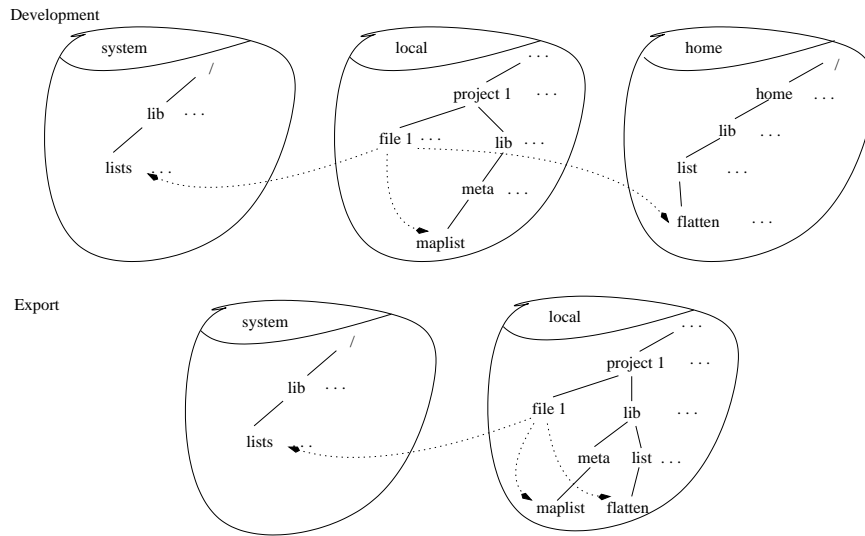 Development
system local home
/ . . . /
project 1 . . . home . . .
lib . . .
file 1 . . . lib . . . lib . . .
lists . . . list . . .
meta . . .
maplist flatten . . .
Export
system local
/ . . .
project 1 . . .
lib . . .
file 1 lib . . .
lists . . . meta list . . .
maplist flatten